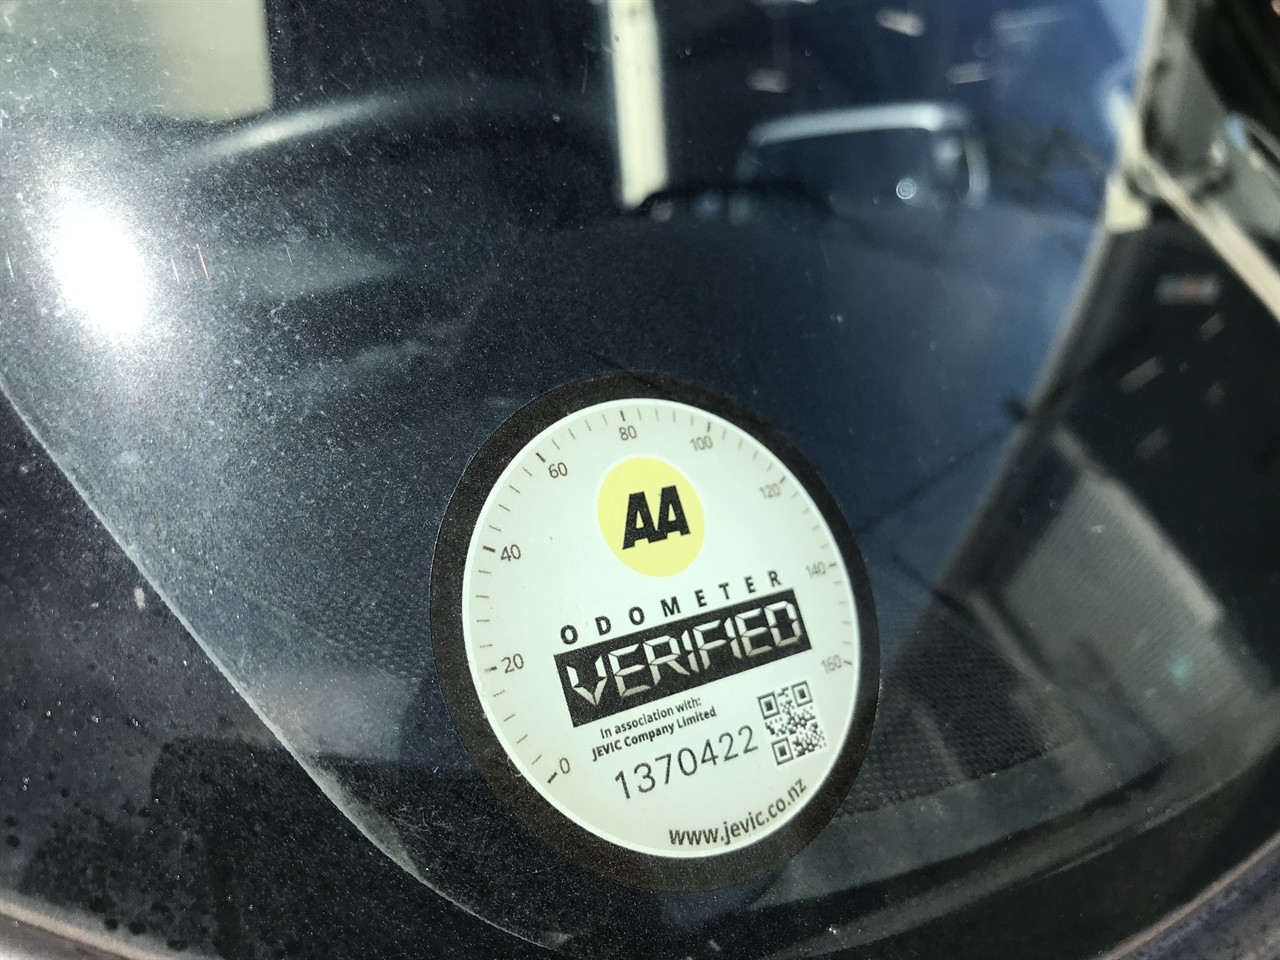 0
20
40
60
80
100
120
140
160
AA
ODOMETER
VERIFIED
In association with:
JEVIC Company Limited
1370422
www.jevic.co.nz